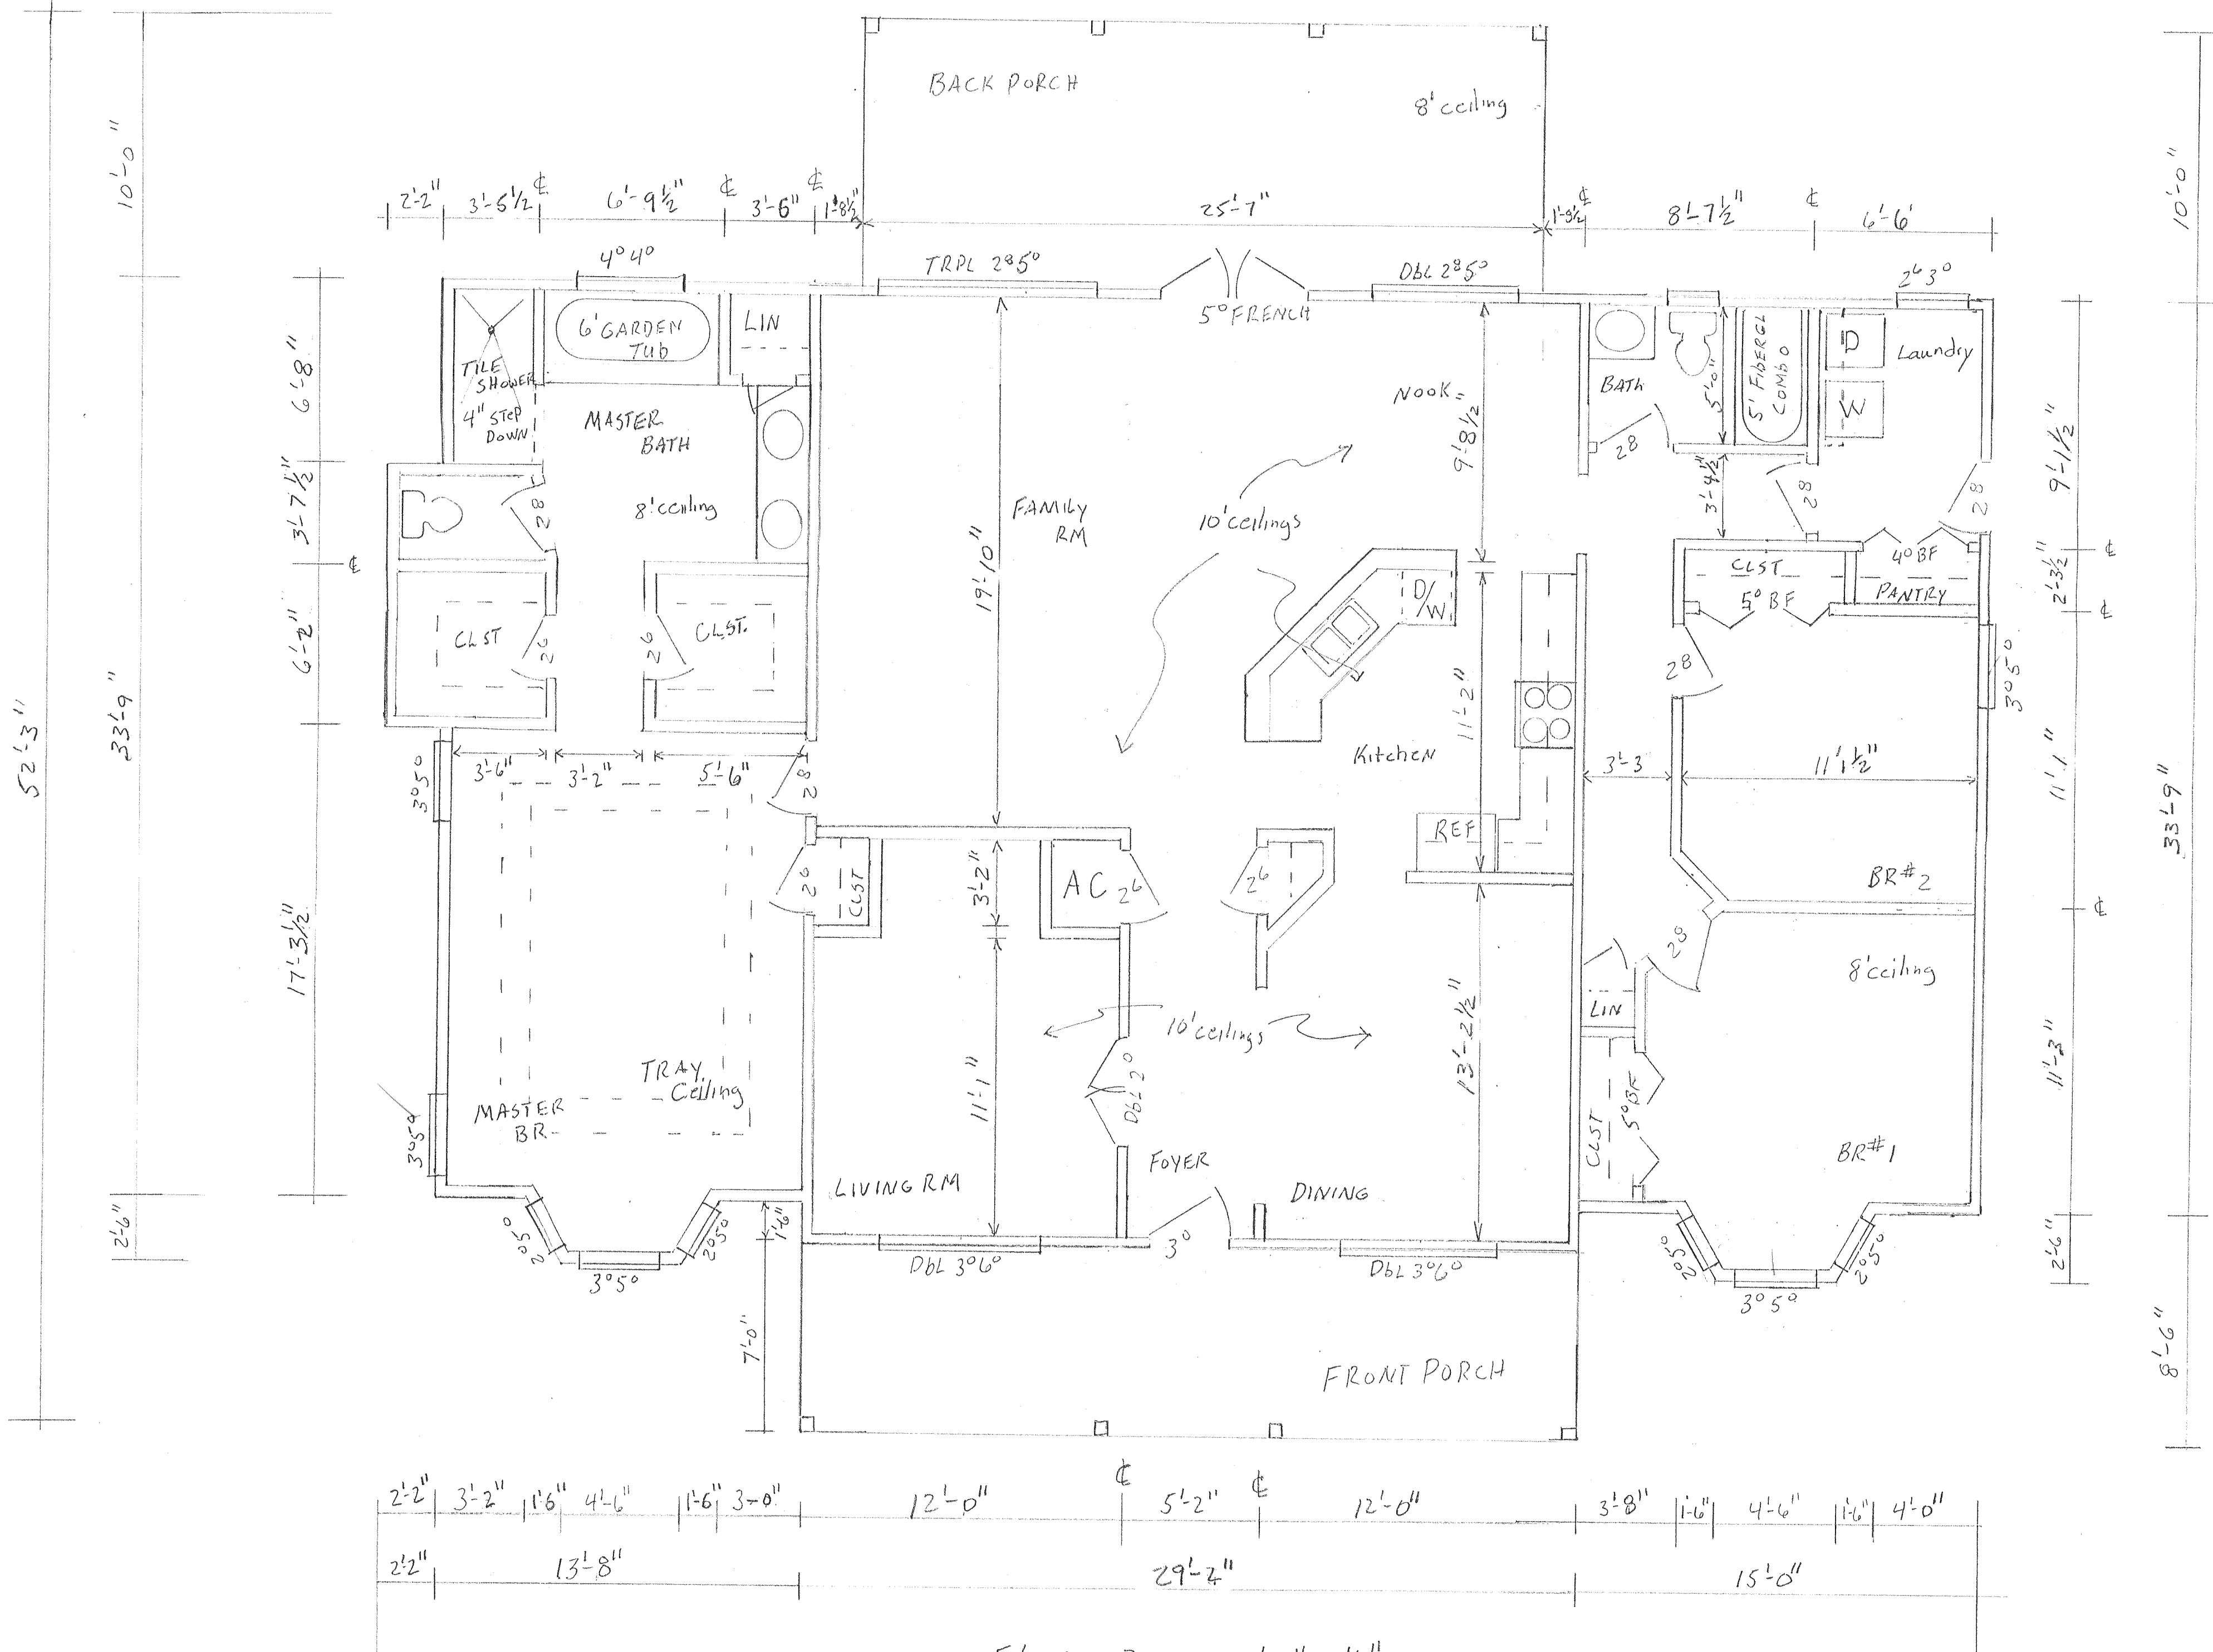 BACK PORCH
8' ceiling
10'-0"
10'-0"
2'-2"
3'-5 1/2
℄
6'-9 1/2"
℄
3'-6"
℄
1'-8 1/2"
25'-7"
℄
8'-7 1/2"
℄
6'-6"
4⁰4⁰
TRPL 2⁸5⁰
5⁰ FRENCH
DbL 2⁸5⁰
2⁶3⁰
6'-8"
TILE
SHOWER
4" STEP
DOWN
6' GARDEN
Tub
LIN
MASTER
BATH
8' ceiling
28
3'-7 1/2"
℄
FAMILY
RM
19'-10"
10' ceilings
NOOK =
9'-8 1/2
BATH
28
5'-0"
5' FIBERGL
COMBO
D
W
Laundry
3'-4 1/2"
28
28
9'-1 1/2"
℄
4⁰ BF
CLST
5⁰ BF
PANTRY
2'-3 1/2"
℄
6'-2"
CLST
26
26
CLST.
D/W
11'-2"
Kitchen
REF
28
3⁰5⁰
3'-3
11'1 1/2"
11'-1"
BR#2
℄
52'-3"
33'-9"
33'-9"
3⁰5⁰
3'-6"
3'-2"
5'-6"
28
17'-3 1/2"
26
CLST
3'-2"
AC
26
26
28
8' ceiling
LIN
10' ceilings
13'-2 1/2"
11'-1"
DbL 2⁰
CLST
5⁰BF
11'-3"
BR#1
TRAY
Ceiling
MASTER
BR
3⁰5⁰
LIVING RM
FOYER
DINING
2'-6"
2⁰5⁰
3⁰5⁰
2⁰5⁰
1'-6"
DbL 3⁰6⁰
3⁰
DbL 3⁰6⁰
2⁰5⁰
3⁰5⁰
2⁰5⁰
2'-6"
7'-0"
FRONT PORCH
8'-6"
℄
℄
2'-2"
3'-2"
1'-6"
4'-6"
1'-6"
3'-0"
12'-0"
5'-2"
12'-0"
3'-8"
1'-6"
4'-6"
1'-6"
4'-0"
2'-2"
13'-8"
29'-2"
15'-0"